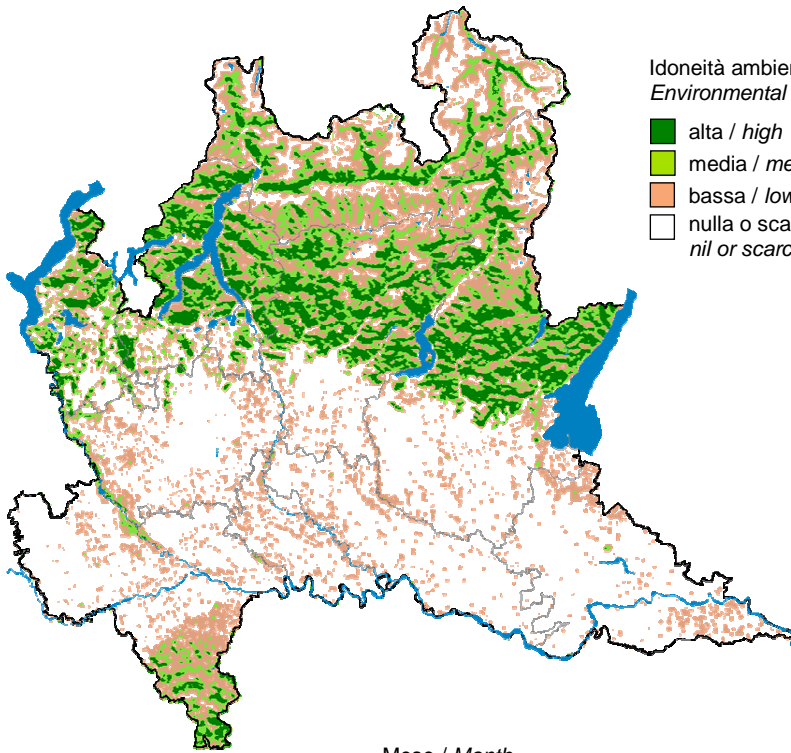 Idoneità ambien
Environmental
alta / high
media / me
bassa / low
nulla o sca
nil or scarc
Mese / Month